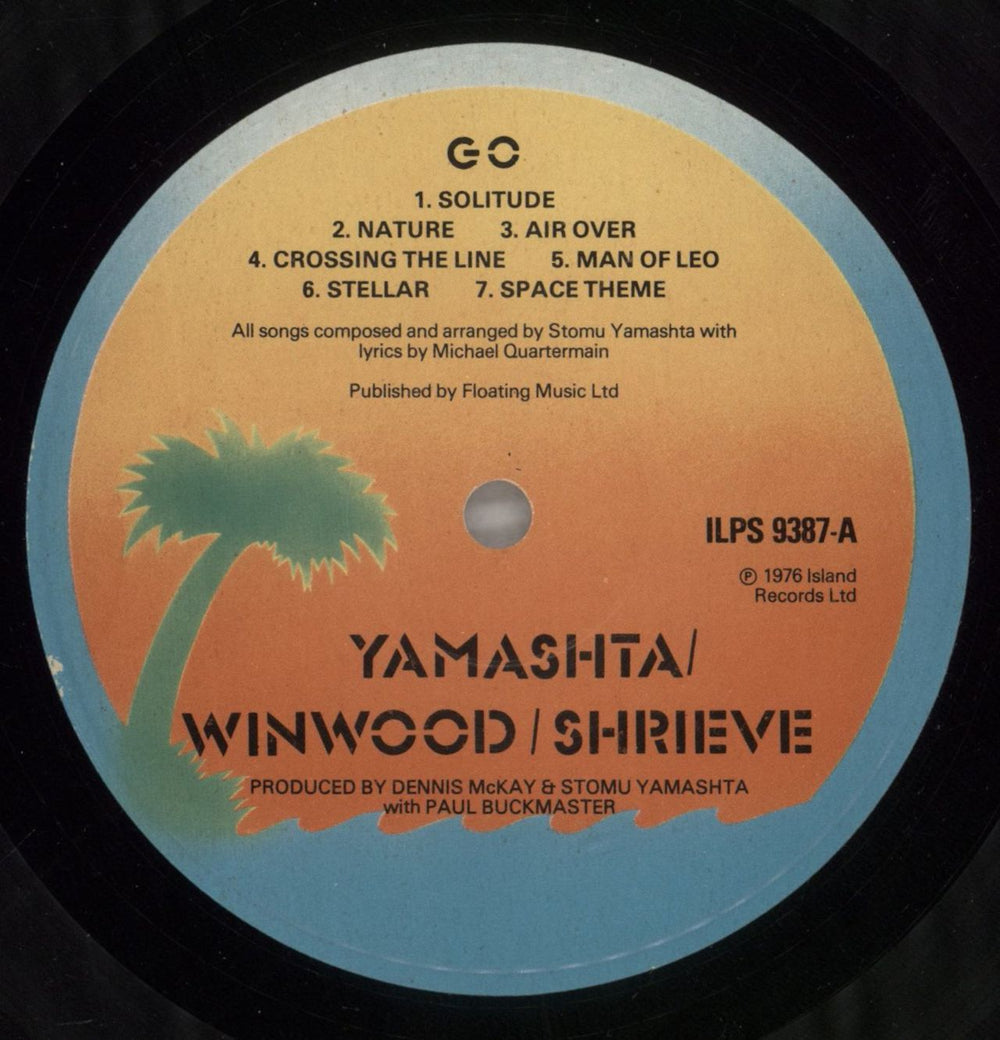 GO
1. SOLITUDE
2. NATURE 3. AIR OVER
4. CROSSING THE LINE 5. MAN OF LEO
6. STELLAR 7. SPACE THEME
All songs composed and arranged by Stomu Yamashta with
lyrics by Michael Quartermain
Published by Floating Music Ltd
ILPS 9387-A
℗ 1976 Island
Records Ltd
YAMASHTA/
WINWOOD / SHRIEVE
PRODUCED BY DENNIS McKAY & STOMU YAMASHTA
with PAUL BUCKMASTER